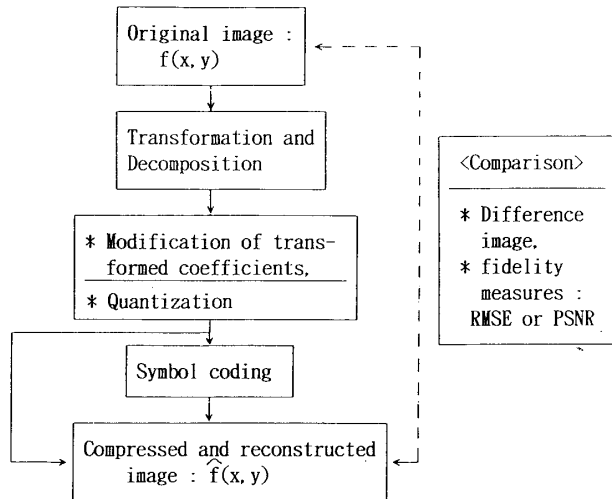 Original image :
f(x,y)
Transformation and
Decomposition
* Modification of trans-
formed coefficients,
* Quantization
Symbol coding
Compressed and reconstructed
image : f̂(x,y)
<Comparison>
* Difference
image,
* fidelity
measures :
RMSE or PSNR